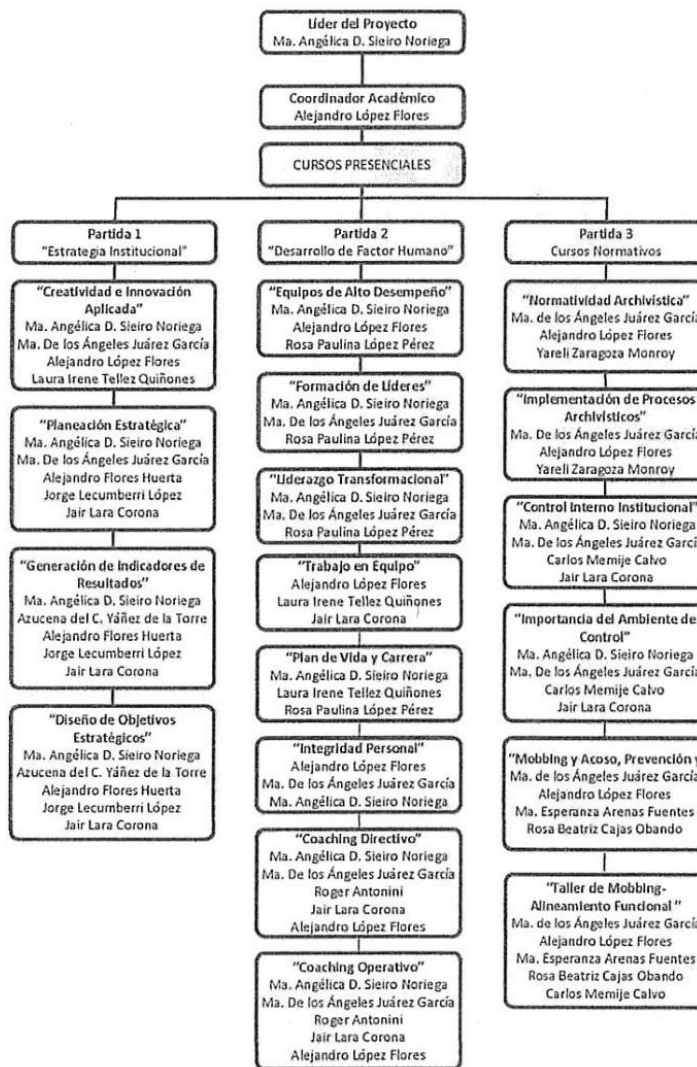 Líder del Proyecto
Ma. Angélica D. Sieiro Noriega
Coordinador Académico
Alejandro López Flores
CURSOS PRESENCIALES
Partida 1
"Estrategia Institucional"
"Creatividad e Innovación
Aplicada"
Ma. Angélica D. Sieiro Noriega
Ma. De los Ángeles Juárez García
Alejandro López Flores
Laura Irene Tellez Quiñones
"Planeación Estratégica"
Ma. Angélica D. Sieiro Noriega
Ma. De los Ángeles Juárez García
Alejandro Flores Huerta
Jorge Lecumberri López
Jair Lara Corona
"Generación de Indicadores de
Resultados"
Ma. Angélica D. Sieiro Noriega
Azucena del C. Yáñez de la Torre
Alejandro Flores Huerta
Jorge Lecumberri López
Jair Lara Corona
"Diseño de Objetivos
Estratégicos"
Ma. Angélica D. Sieiro Noriega
Azucena del C. Yáñez de la Torre
Alejandro Flores Huerta
Jorge Lecumberri López
Jair Lara Corona
Partida 2
"Desarrollo de Factor Humano"
"Equipos de Alto Desempeño"
Ma. Angélica D. Sieiro Noriega
Alejandro López Flores
Rosa Paulina López Pérez
"Formación de Líderes"
Ma. Angélica D. Sieiro Noriega
Ma. De los Ángeles Juárez García
Rosa Paulina López Pérez
"Liderazgo Transformacional"
Ma. Angélica D. Sieiro Noriega
Ma. De los Ángeles Juárez García
Rosa Paulina López Pérez
"Trabajo en Equipo"
Alejandro López Flores
Laura Irene Tellez Quiñones
Jair Lara Corona
"Plan de Vida y Carrera"
Ma. Angélica D. Sieiro Noriega
Laura Irene Tellez Quiñones
Rosa Paulina López Pérez
"Integridad Personal"
Alejandro López Flores
Ma. De los Ángeles Juárez García
Ma. Angélica D. Sieiro Noriega
"Coaching Directivo"
Ma. Angélica D. Sieiro Noriega
Ma. De los Ángeles Juárez García
Roger Antonini
Jair Lara Corona
Alejandro López Flores
"Coaching Operativo"
Ma. Angélica D. Sieiro Noriega
Ma. De los Ángeles Juárez García
Roger Antonini
Jair Lara Corona
Alejandro López Flores
Partida 3
Cursos Normativos
"Normatividad Archivística"
Ma. de los Ángeles Juárez García
Alejandro López Flores
Yareli Zaragoza Monroy
"Implementación de Procesos
Archivísticos"
Ma. De los Ángeles Juárez García
Alejandro López Flores
Yareli Zaragoza Monroy
"Control Interno Institucional"
Ma. Angélica D. Sieiro Noriega
Ma. De los Ángeles Juárez García
Carlos Memije Calvo
Jair Lara Corona
"Importancia del Ambiente de
Control"
Ma. Angélica D. Sieiro Noriega
Ma. De los Ángeles Juárez García
Carlos Memije Calvo
Jair Lara Corona
"Mobbing y Acoso, Prevención y
Ma. de los Ángeles Juárez García
Alejandro López Flores
Ma. Esperanza Arenas Fuentes
Rosa Beatriz Cajas Obando
"Taller de Mobbing-
Alineamiento Funcional"
Ma. de los Ángeles Juárez García
Alejandro López Flores
Ma. Esperanza Arenas Fuentes
Rosa Beatriz Cajas Obando
Carlos Memije Calvo